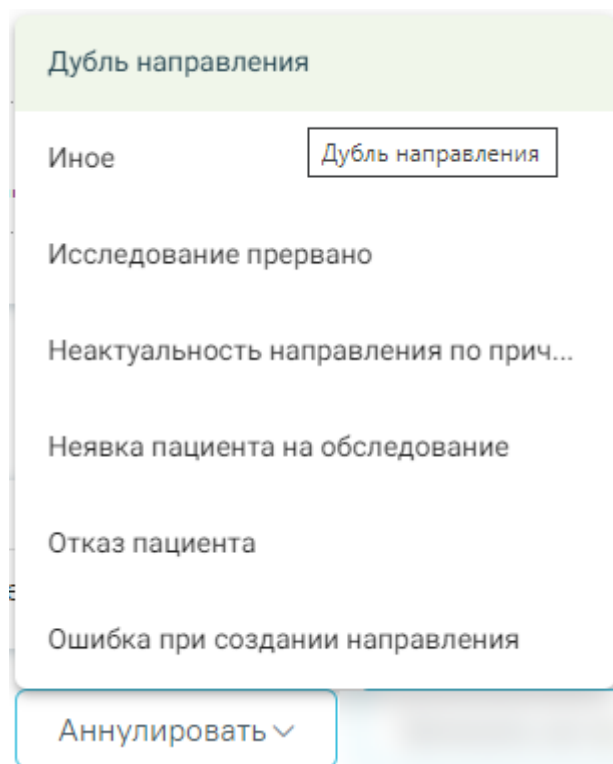 Дубль направления
Иное
Дубль направления
Исследование прервано
Неактуальность направления по прич...
Неявка пациента на обследование
Отказ пациента
Ошибка при создании направления
Аннулировать